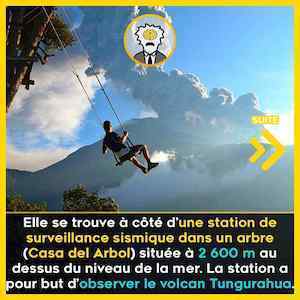 SUITE
Elle se trouve à côté d'une station de
surveillance sismique dans un arbre
(Casa del Arbol) située à 2 600 m au
dessus du niveau de la mer. La station a
pour but d'observer le volcan Tungurahua.